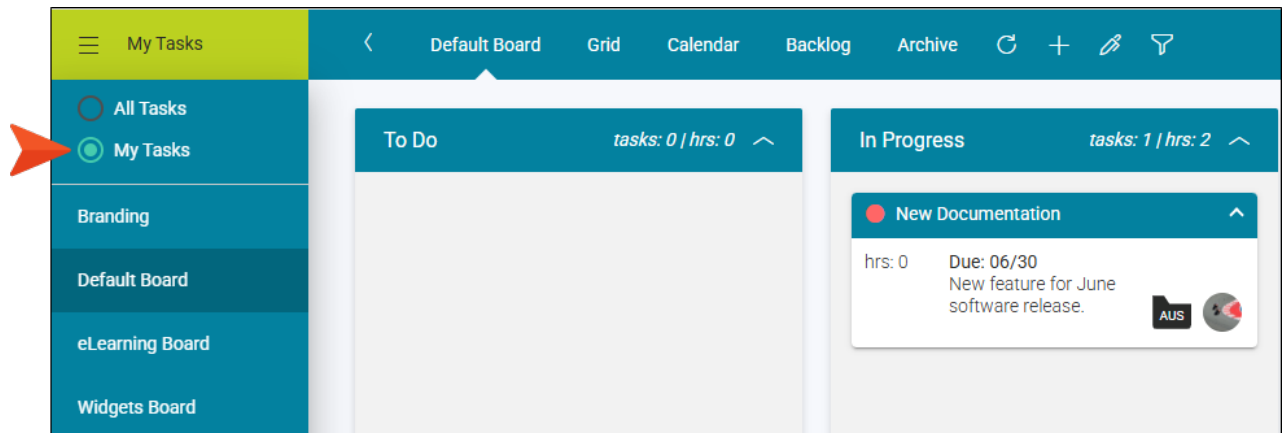 My Tasks
Default Board Grid Calendar Backlog Archive
All Tasks
My Tasks
Branding
Default Board
eLearning Board
Widgets Board
To Do tasks: 0 | hrs: 0
In Progress tasks: 1 | hrs: 2
New Documentation
hrs: 0 Due: 06/30
New feature for June
software release.
AUS